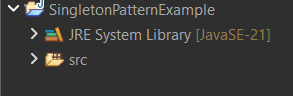 SingletonPatternExample
JRE System Library [JavaSE-21]
src